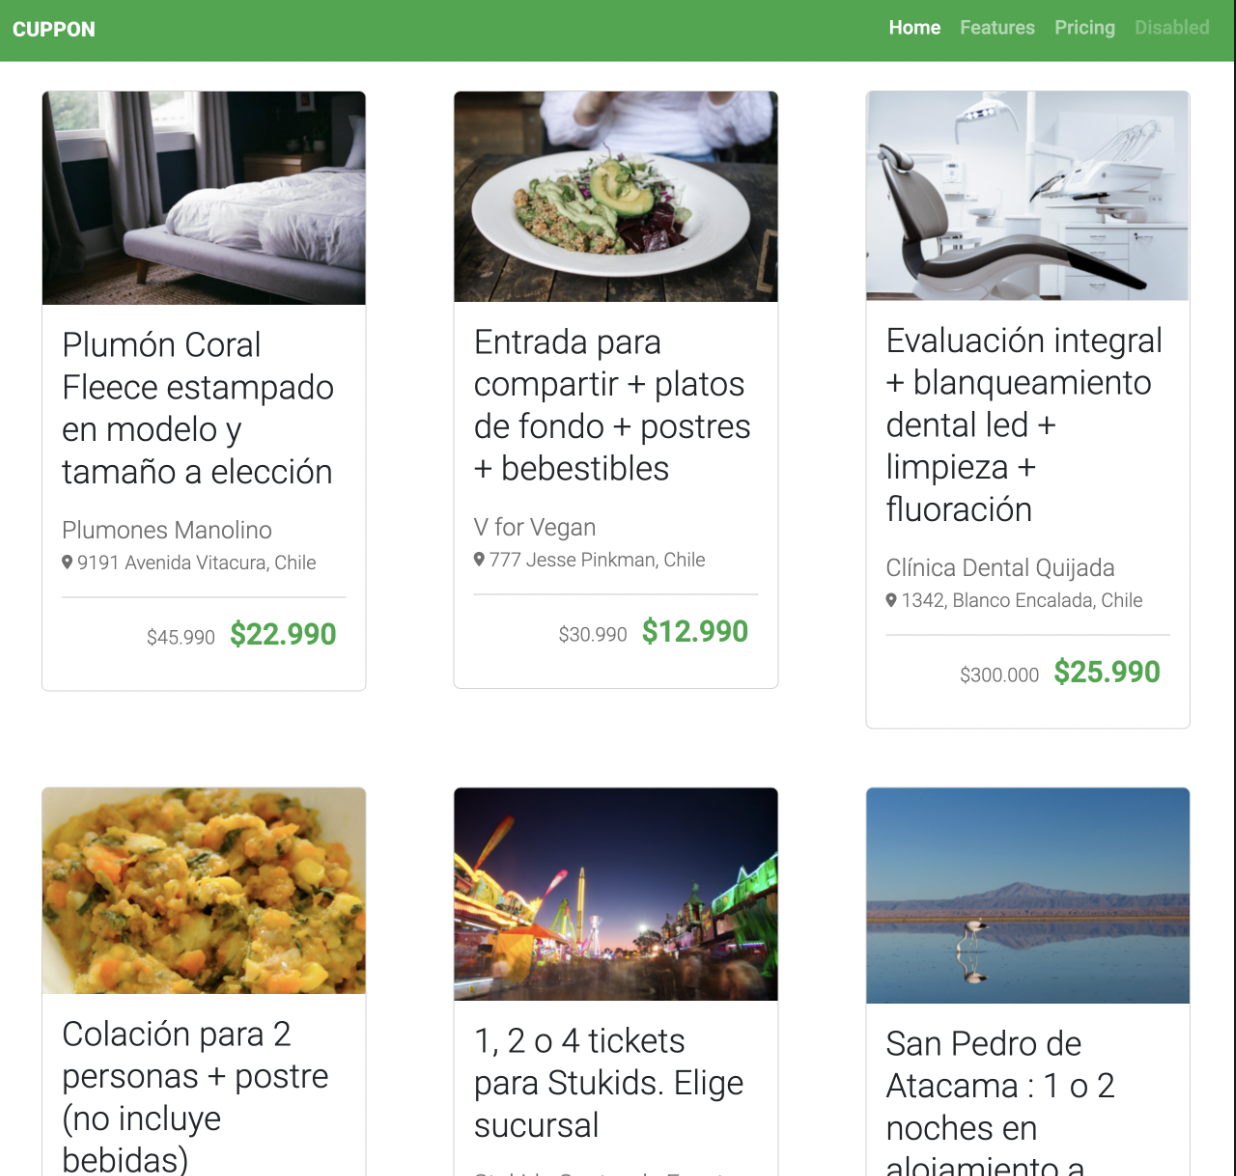 CUPPON
Home Features Pricing Disabled
Plumón Coral
Fleece estampado
en modelo y
tamaño a elección
Plumones Manolino
9191 Avenida Vitacura, Chile
$45.990 $22.990
Entrada para
compartir + platos
de fondo + postres
+ bebestibles
V for Vegan
777 Jesse Pinkman, Chile
$30.990 $12.990
Evaluación integral
+ blanqueamiento
dental led +
limpieza +
fluoración
Clínica Dental Quijada
1342, Blanco Encalada, Chile
$300.000 $25.990
Colación para 2
personas + postre
(no incluye
bebidas)
1, 2 o 4 tickets
para Stukids. Elige
sucursal
San Pedro de
Atacama : 1 o 2
noches en
alojamiento a